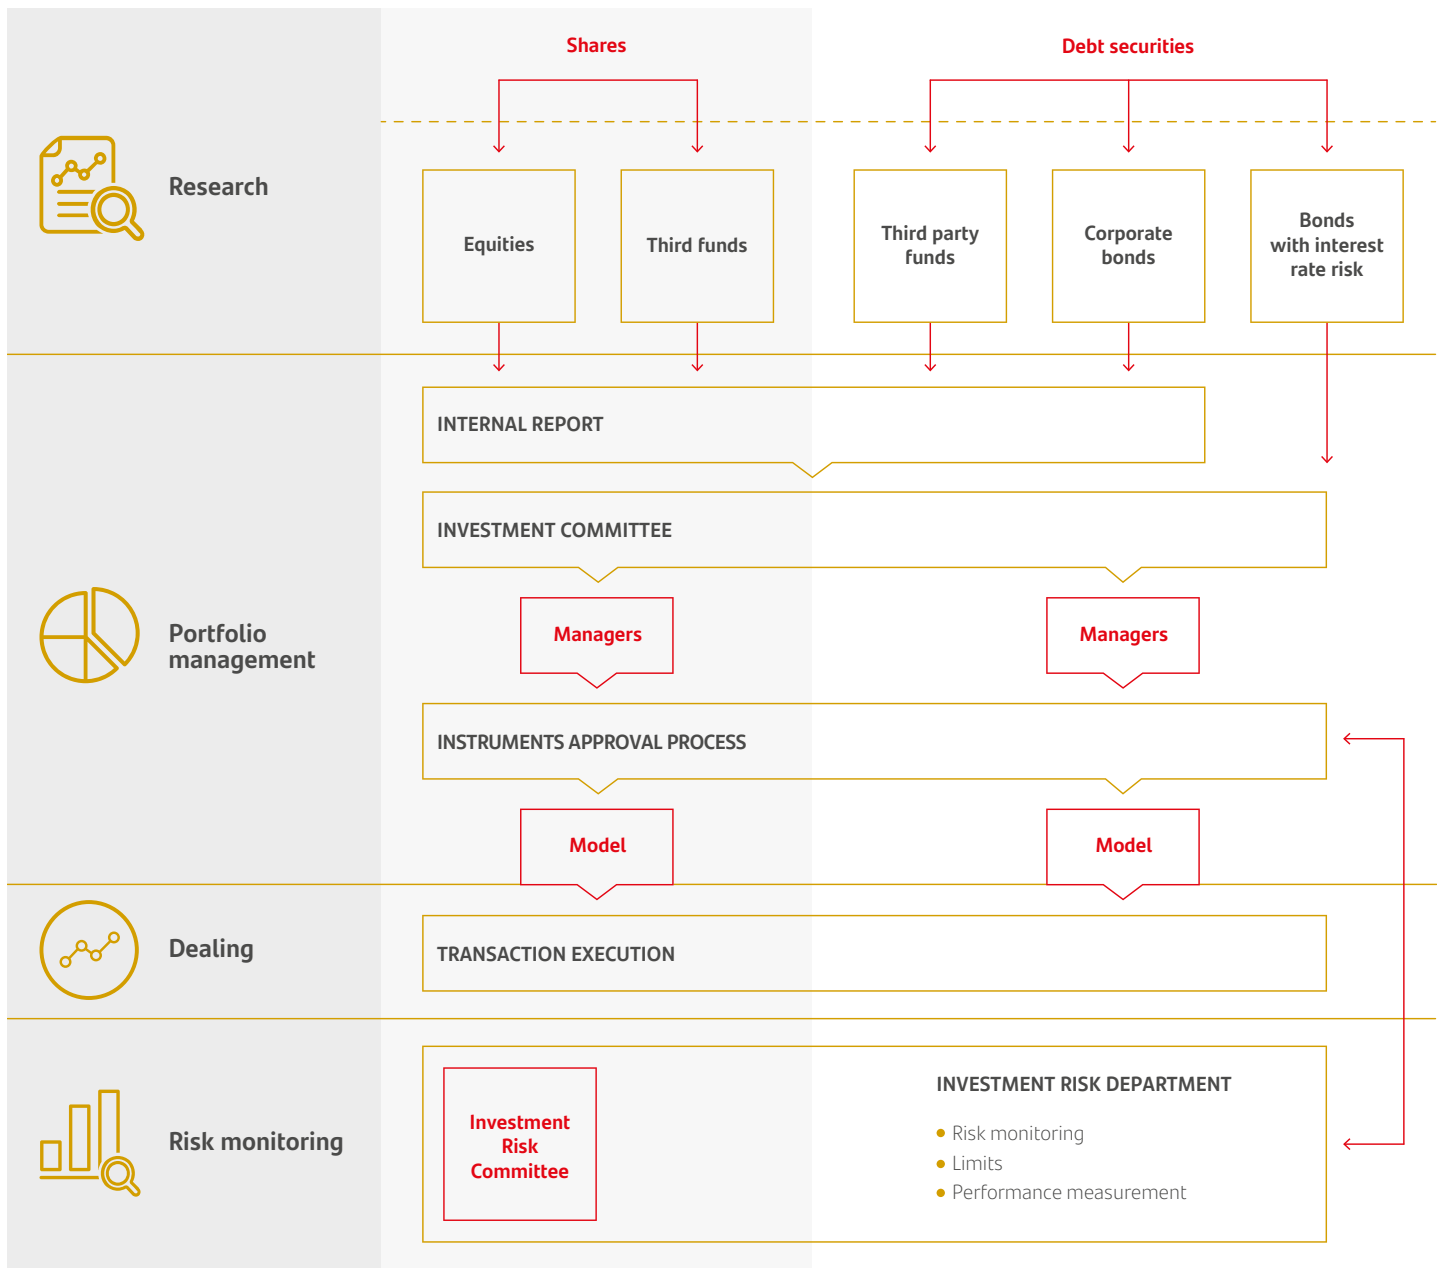 Shares
Debt securities
Research
Equities
Third funds
Third party
funds
Corporate
bonds
Bonds
with interest
rate risk
INTERNAL REPORT
INVESTMENT COMMITTEE
Portfolio
management
Managers
Managers
INSTRUMENTS APPROVAL PROCESS
Model
Model
Dealing
TRANSACTION EXECUTION
Risk monitoring
Investment
Risk
Committee
INVESTMENT RISK DEPARTMENT
• Risk monitoring
• Limits
• Performance measurement